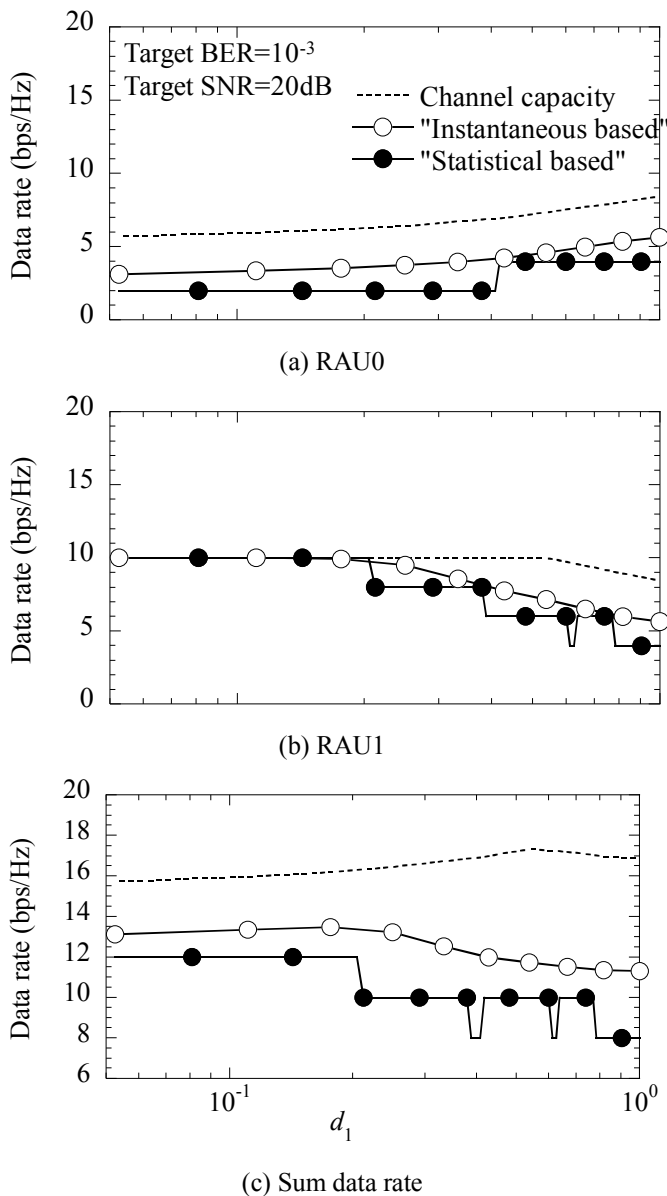 20
15
10
5
0
Data rate (bps/Hz)
Target BER=10-3
Target SNR=20dB
Channel capacity
"Instantaneous based"
"Statistical based"
(a) RAU0
20
15
10
5
0
Data rate (bps/Hz)
(b) RAU1
20
18
16
14
12
10
8
6
Data rate (bps/Hz)
10-1
100
d1
(c) Sum data rate